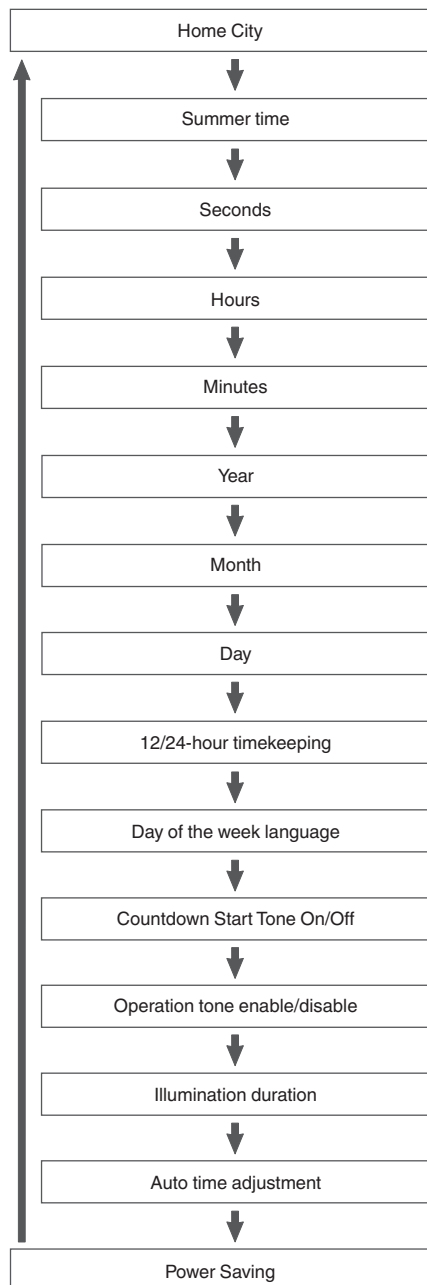 Home City
Summer time
Seconds
Hours
Minutes
Year
Month
Day
12/24-hour timekeeping
Day of the week language
Countdown Start Tone On/Off
Operation tone enable/disable
Illumination duration
Auto time adjustment
Power Saving